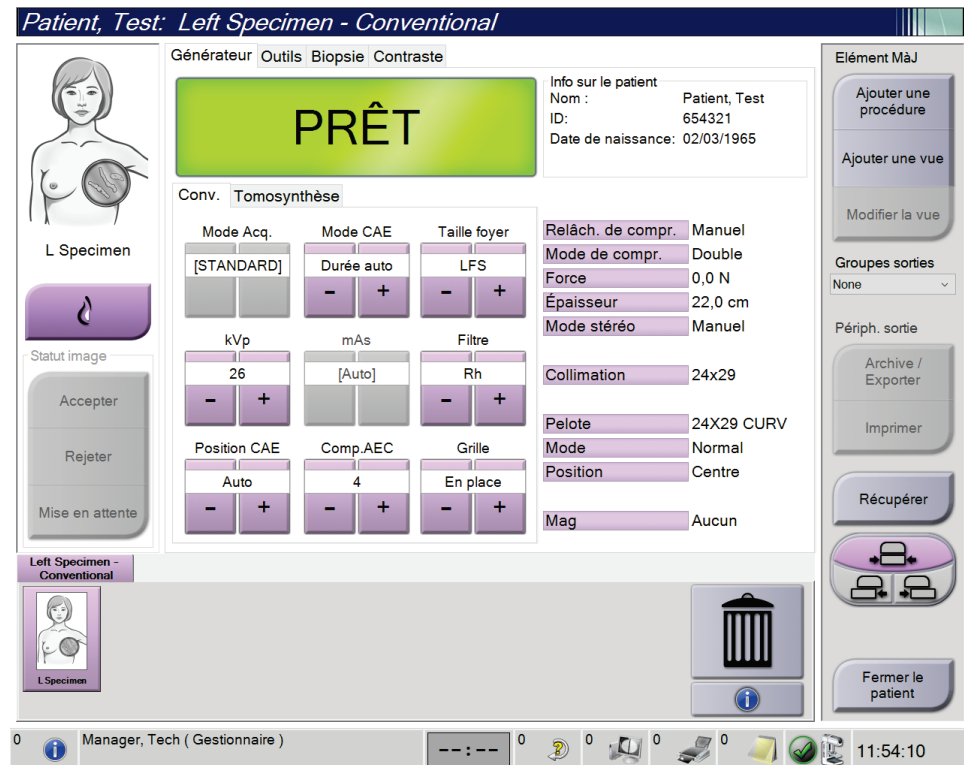 Patient, Test: Left Specimen - Conventional
L Specimen
Statut image
Accepter
Rejeter
Mise en attente
Générateur Outils Biopsie Contraste
PRÊT
Info sur le patient
Nom : Patient, Test
ID: 654321
Date de naissance: 02/03/1965
Conv. Tomosynthèse
Mode Acq. Mode CAE Taille foyer
[STANDARD] Durée auto LFS
- + - +
kVp mAs Filtre
26 [Auto] Rh
- + - +
Position CAE Comp.AEC Grille
Auto 4 En place
- + - + - +
Relâch. de compr. Manuel
Mode de compr. Double
Force 0,0 N
Épaisseur 22,0 cm
Mode stéréo Manuel
Collimation 24x29
Pelote 24X29 CURV
Mode Normal
Position Centre
Mag Aucun
Elément MàJ
Ajouter une
procédure
Ajouter une vue
Modifier la vue
Groupes sorties
None
Périph. sortie
Archive /
Exporter
Imprimer
Récupérer
Fermer le
patient
Left Specimen -
Conventional
L Specimen
0 Manager, Tech ( Gestionnaire ) --:-- 0 0 0 0 11:54:10